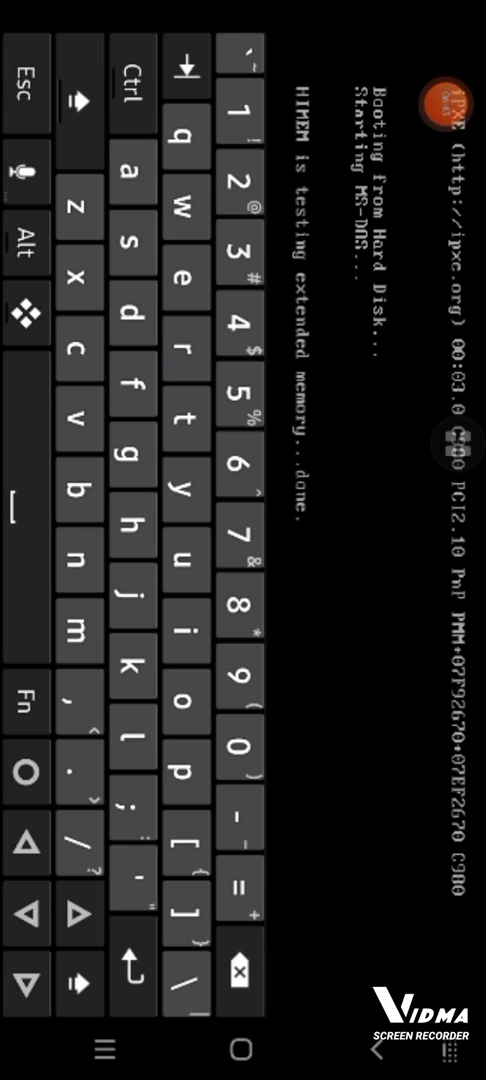 iPXE (http://ipxe.org) 00:03.0 C900 PCI2.10 PnP PMM+07F92670+07EF2670 C980
Booting from Hard Disk...
Starting MS-DOS...
HIMEM is testing extended memory...done.
` ~ 1 ! 2 @ 3 # 4 $ 5 % 6 ^ 7 & 8 * 9 ( 0 ) - _ = +
q w e r t y u i o p [ { ] } \ |
Ctrl a s d f g h j k l ; : ' "
z x c v b n m , < . > / ?
Esc Alt Fn
VIDMA
SCREEN RECORDER